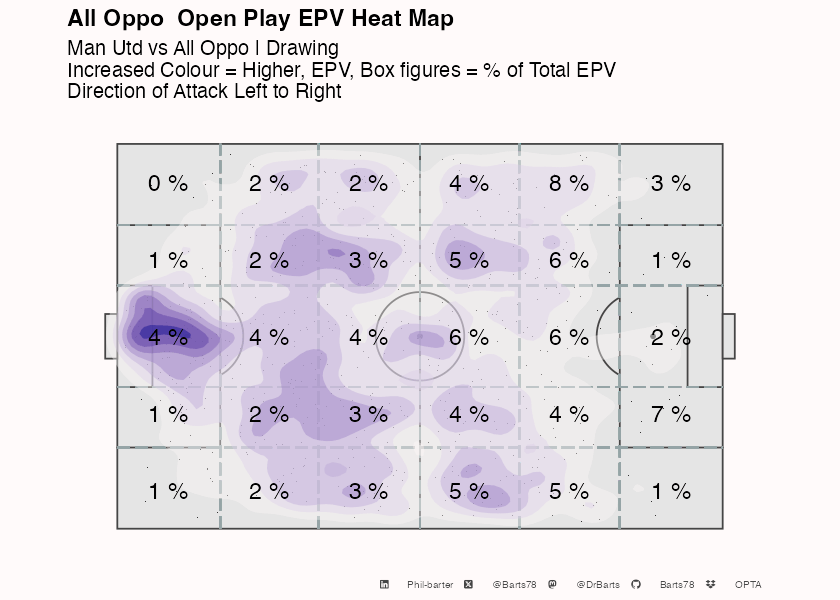 All Oppo  Open Play EPV Heat Map
Man Utd vs All Oppo I Drawing
Increased Colour = Higher, EPV, Box figures = % of Total EPV
Direction of Attack Left to Right
0 % 2 % 2 % 4 % 8 % 3 %
1 % 2 % 3 % 5 % 6 % 1 %
4 % 4 % 4 % 6 % 6 % 2 %
1 % 2 % 3 % 4 % 4 % 7 %
1 % 2 % 3 % 5 % 5 % 1 %
Phil-barter @Barts78 @DrBarts Barts78 OPTA